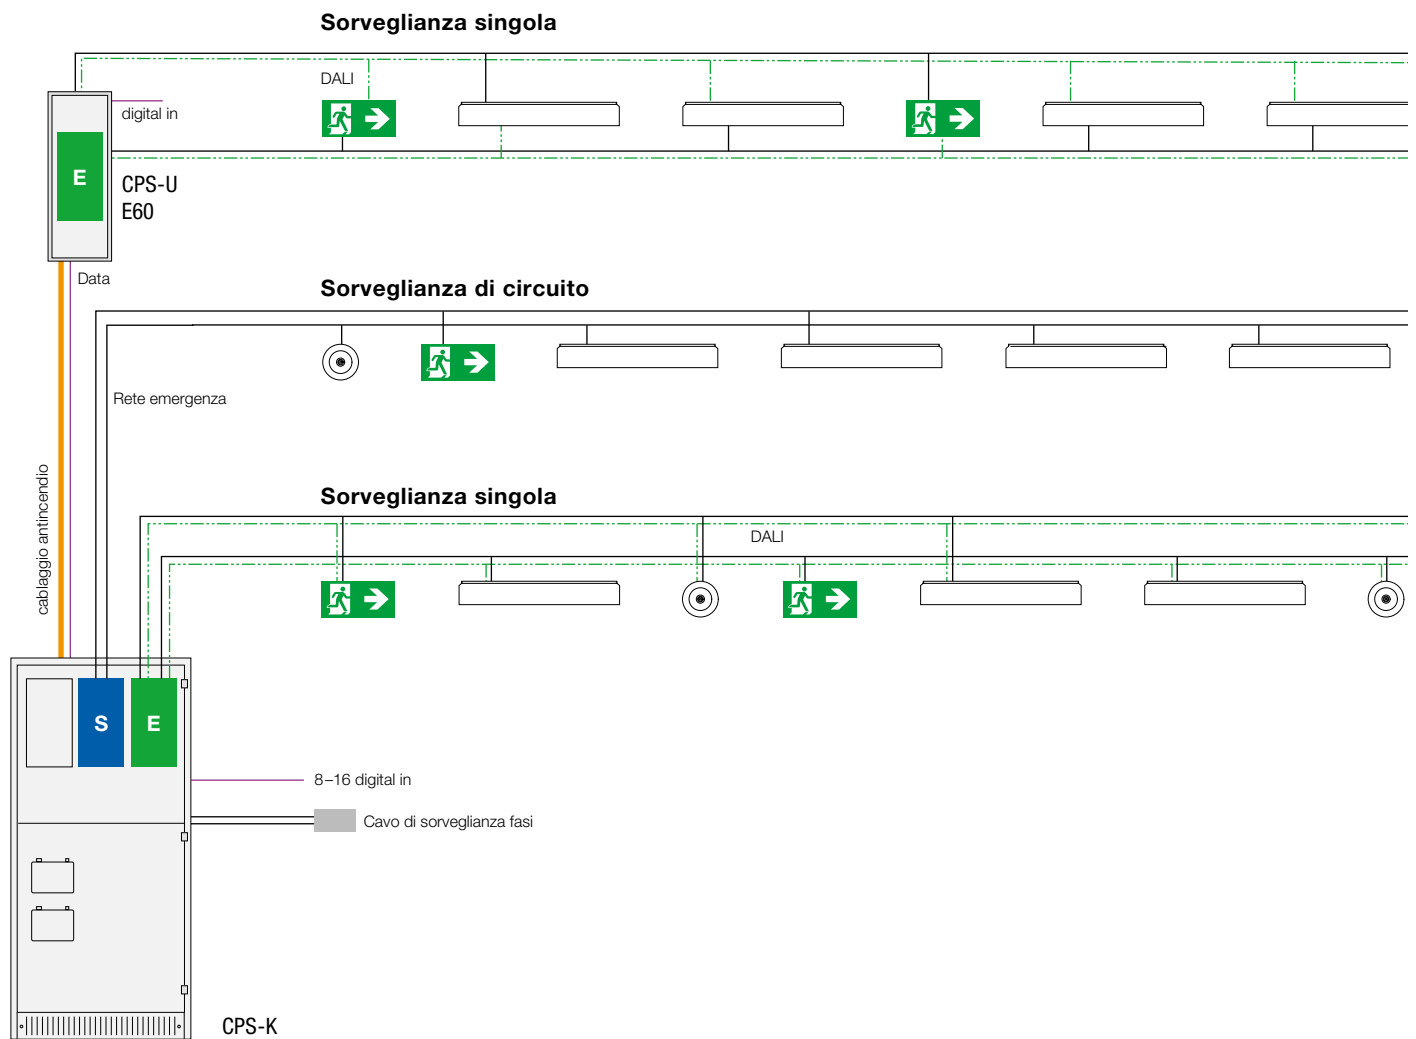 Sorveglianza singola
DALI
digital in
E
CPS-U
E60
Data
Sorveglianza di circuito
Rete emergenza
cablaggio antincendio
Sorveglianza singola
DALI
S
E
8–16 digital in
Cavo di sorveglianza fasi
CPS-K